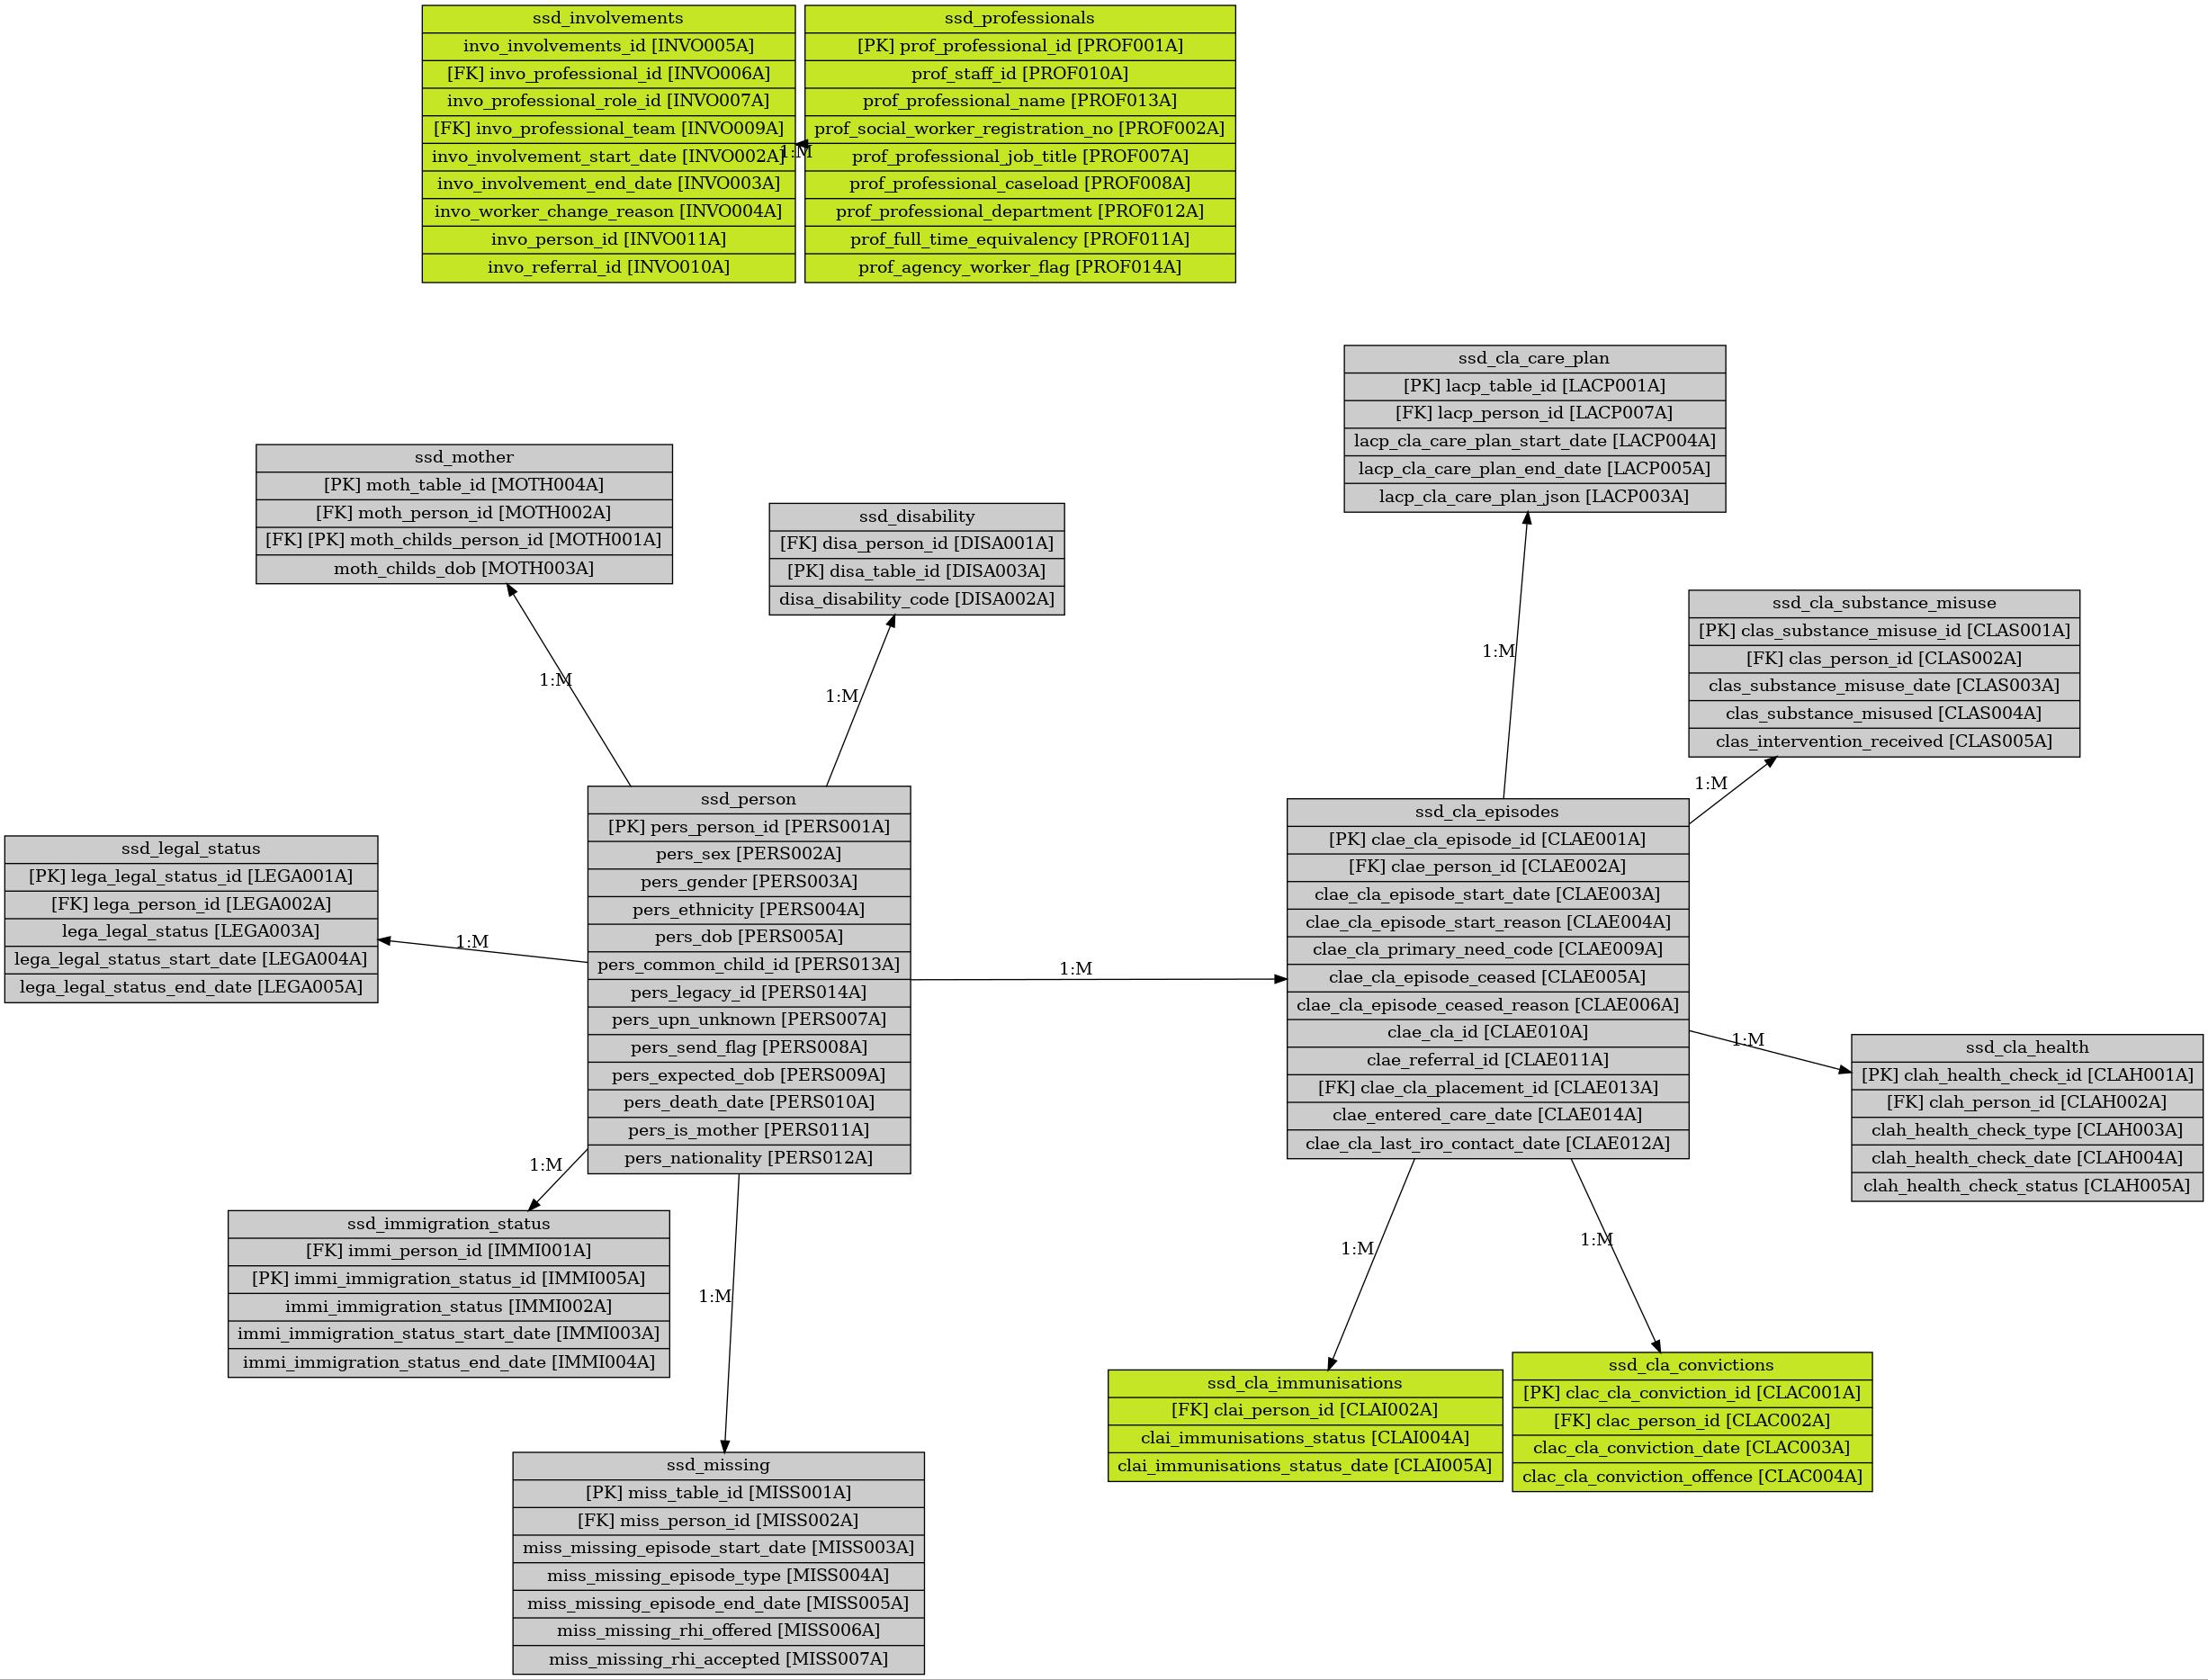 ssd_involvements
invo_involvements_id [INVO005A]
[FK] invo_professional_id [INVO006A]
invo_professional_role_id [INVO007A]
[FK] invo_professional_team [INVO009A]
invo_involvement_start_date [INVO002A]
invo_involvement_end_date [INVO003A]
invo_worker_change_reason [INVO004A]
invo_person_id [INVO011A]
invo_referral_id [INVO010A]
1:M
ssd_professionals
[PK] prof_professional_id [PROF001A]
prof_staff_id [PROF010A]
prof_professional_name [PROF013A]
prof_social_worker_registration_no [PROF002A]
prof_professional_job_title [PROF007A]
prof_professional_caseload [PROF008A]
prof_professional_department [PROF012A]
prof_full_time_equivalency [PROF011A]
prof_agency_worker_flag [PROF014A]
ssd_cla_care_plan
[PK] lacp_table_id [LACP001A]
[FK] lacp_person_id [LACP007A]
lacp_cla_care_plan_start_date [LACP004A]
lacp_cla_care_plan_end_date [LACP005A]
lacp_cla_care_plan_json [LACP003A]
ssd_mother
[PK] moth_table_id [MOTH004A]
[FK] moth_person_id [MOTH002A]
[FK] [PK] moth_childs_person_id [MOTH001A]
moth_childs_dob [MOTH003A]
ssd_disability
[FK] disa_person_id [DISA001A]
[PK] disa_table_id [DISA003A]
disa_disability_code [DISA002A]
ssd_cla_substance_misuse
[PK] clas_substance_misuse_id [CLAS001A]
[FK] clas_person_id [CLAS002A]
clas_substance_misuse_date [CLAS003A]
clas_substance_misused [CLAS004A]
clas_intervention_received [CLAS005A]
1:M
1:M
1:M
1:M
ssd_person
[PK] pers_person_id [PERS001A]
pers_sex [PERS002A]
pers_gender [PERS003A]
pers_ethnicity [PERS004A]
pers_dob [PERS005A]
pers_common_child_id [PERS013A]
pers_legacy_id [PERS014A]
pers_upn_unknown [PERS007A]
pers_send_flag [PERS008A]
pers_expected_dob [PERS009A]
pers_death_date [PERS010A]
pers_is_mother [PERS011A]
pers_nationality [PERS012A]
ssd_cla_episodes
[PK] clae_cla_episode_id [CLAE001A]
[FK] clae_person_id [CLAE002A]
clae_cla_episode_start_date [CLAE003A]
clae_cla_episode_start_reason [CLAE004A]
clae_cla_primary_need_code [CLAE009A]
clae_cla_episode_ceased [CLAE005A]
clae_cla_episode_ceased_reason [CLAE006A]
clae_cla_id [CLAE010A]
clae_referral_id [CLAE011A]
[FK] clae_cla_placement_id [CLAE013A]
clae_entered_care_date [CLAE014A]
clae_cla_last_iro_contact_date [CLAE012A]
ssd_legal_status
[PK] lega_legal_status_id [LEGA001A]
[FK] lega_person_id [LEGA002A]
lega_legal_status [LEGA003A]
lega_legal_status_start_date [LEGA004A]
lega_legal_status_end_date [LEGA005A]
1:M
1:M
1:M
ssd_cla_health
[PK] clah_health_check_id [CLAH001A]
[FK] clah_person_id [CLAH002A]
clah_health_check_type [CLAH003A]
clah_health_check_date [CLAH004A]
clah_health_check_status [CLAH005A]
1:M
ssd_immigration_status
[FK] immi_person_id [IMMI001A]
[PK] immi_immigration_status_id [IMMI005A]
immi_immigration_status [IMMI002A]
immi_immigration_status_start_date [IMMI003A]
immi_immigration_status_end_date [IMMI004A]
1:M
1:M
1:M
ssd_cla_immunisations
[FK] clai_person_id [CLAI002A]
clai_immunisations_status [CLAI004A]
clai_immunisations_status_date [CLAI005A]
ssd_cla_convictions
[PK] clac_cla_conviction_id [CLAC001A]
[FK] clac_person_id [CLAC002A]
clac_cla_conviction_date [CLAC003A]
clac_cla_conviction_offence [CLAC004A]
ssd_missing
[PK] miss_table_id [MISS001A]
[FK] miss_person_id [MISS002A]
miss_missing_episode_start_date [MISS003A]
miss_missing_episode_type [MISS004A]
miss_missing_episode_end_date [MISS005A]
miss_missing_rhi_offered [MISS006A]
miss_missing_rhi_accepted [MISS007A]